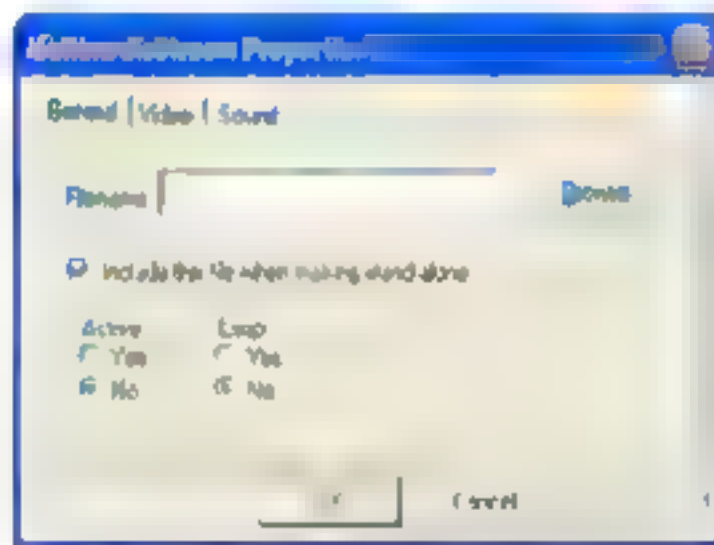 General Video Sound
Filename Browse
Include this file when making stand alone
Active Loop
Yes Yes
No No
Cancel